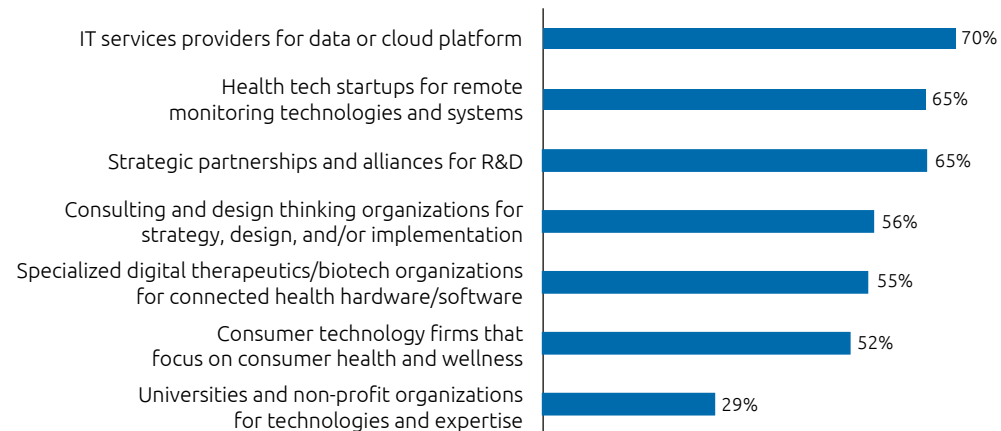 IT services providers for data or cloud platform
70%
Health tech startups for remote
monitoring technologies and systems
65%
Strategic partnerships and alliances for R&D
65%
Consulting and design thinking organizations for
strategy, design, and/or implementation
56%
Specialized digital therapeutics/biotech organizations
for connected health hardware/software
55%
Consumer technology firms that
focus on consumer health and wellness
52%
Universities and non-profit organizations
for technologies and expertise
29%